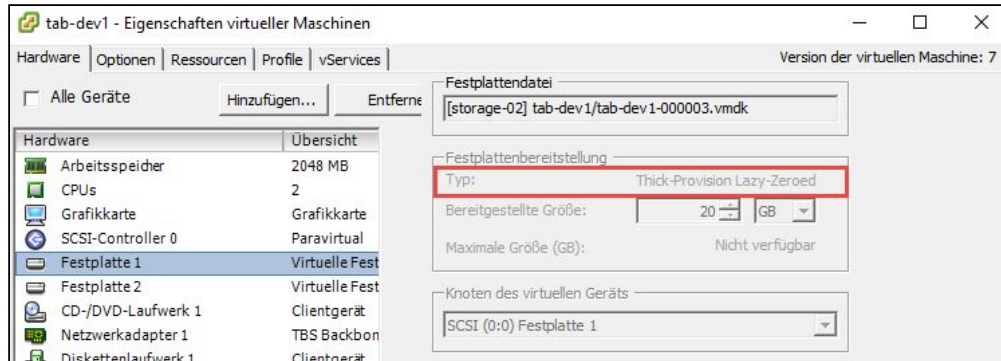 tab-dev1 - Eigenschaften virtueller Maschinen
Hardware Optionen Ressourcen Profile vServices Version der virtuellen Maschine: 7
Alle Geräte Hinzufügen... Entferne
Hardware Übersicht
Arbeitsspeicher 2048 MB
CPUs 2
Grafikkarte Grafikkarte
SCSI-Controller 0 Paravirtual
Festplatte 1 Virtuelle Fest
Festplatte 2 Virtuelle Fest
CD-/DVD-Laufwerk 1 Clientgerät
Netzwerkadapter 1 TBS Backbon
Diskettenlaufwerk 1 Clientgerät
Festplattendatei
[storage-02] tab-dev1/tab-dev1-000003.vmdk
Festplattenbereitstellung
Typ: Thick-Provision Lazy-Zeroed
Bereitgestellte Größe: 20 GB
Maximale Größe (GB): Nicht verfügbar
Knoten des virtuellen Geräts
SCSI (0:0) Festplatte 1